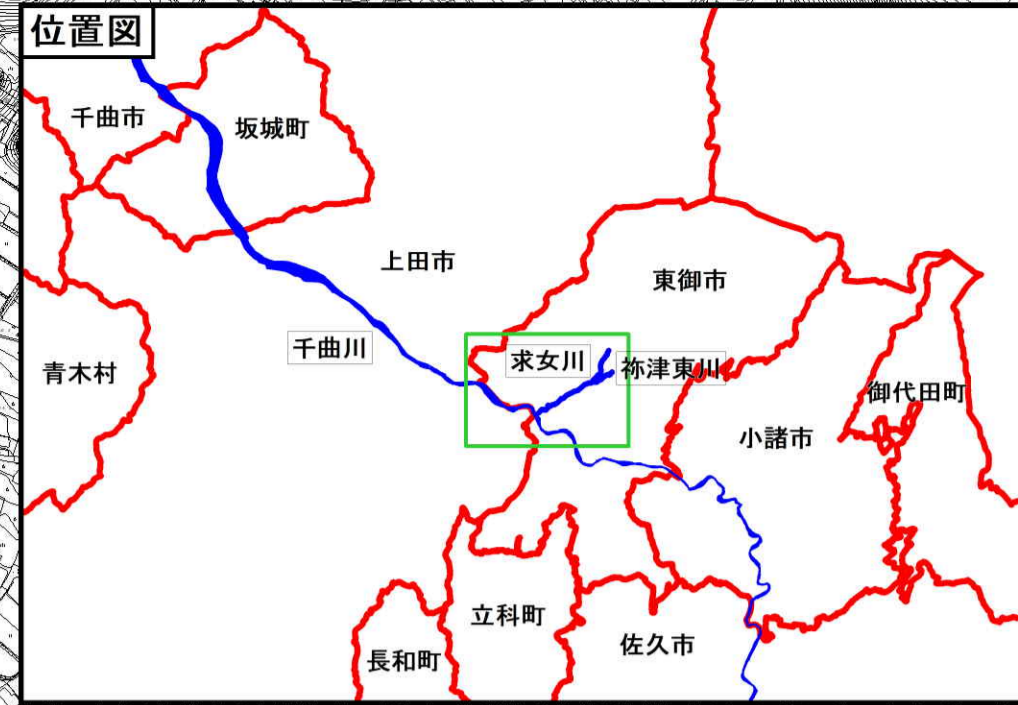 位置図
千曲市
坂城町
上田市
東御市
千曲川
求女川
祢津東川
青木村
御代田町
小諸市
立科町
佐久市
長和町